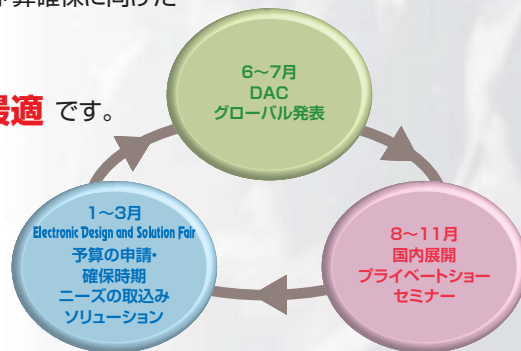 算確保に向けた
最適 です。
6～7月
DAC
グローバル発表
1～3月
Electronic Design and Solution Fair
予算の申請・
確保時期
ニーズの取込み
ソリューション
8～11月
国内展開
プライベートショー
セミナー